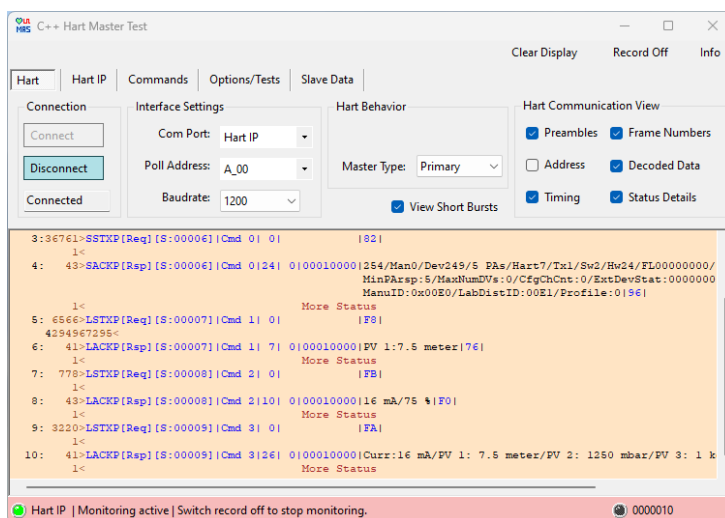 C++ Hart Master Test
Clear Display Record Off Info
Hart Hart IP Commands Options/Tests Slave Data
Connection Interface Settings Hart Behavior Hart Communication View
Connect Com Port: Hart IP Preambles Frame Numbers
Disconnect Poll Address: A_00 Master Type: Primary Address Decoded Data
Connected Baudrate: 1200 View Short Bursts Timing Status Details
3:36761>SSTXP[Req][S:00006]|Cmd 0| 0| |82|
1<
4: 43>SACKP[Rsp][S:00006]|Cmd 0|24| 0|00010000|254/Man0/Dev249/5 PAs/Hart7/Tx1/Sw2/Hw24/FL00000000/
MinPArsp:5/MaxNumDVs:0/CfgChCnt:0/ExtDevStat:0000000
ManuID:0x00E0/LabDistID:00E1/Profile:0|96|
1< More Status
5: 6566>LSTXP[Req][S:00007]|Cmd 1| 0| |F8|
4294967295<
6: 41>LACKP[Rsp][S:00007]|Cmd 1| 7| 0|00010000|PV 1:7.5 meter|76|
1< More Status
7: 778>LSTXP[Req][S:00008]|Cmd 2| 0| |FB|
1<
8: 43>LACKP[Rsp][S:00008]|Cmd 2|10| 0|00010000|16 mA/75 %|F0|
1< More Status
9: 3220>LSTXP[Req][S:00009]|Cmd 3| 0| |FA|
1<
10: 41>LACKP[Rsp][S:00009]|Cmd 3|26| 0|00010000|Curr:16 mA/PV 1: 7.5 meter/PV 2: 1250 mbar/PV 3: 1 k
1< More Status
Hart IP | Monitoring active | Switch record off to stop monitoring. 0000010